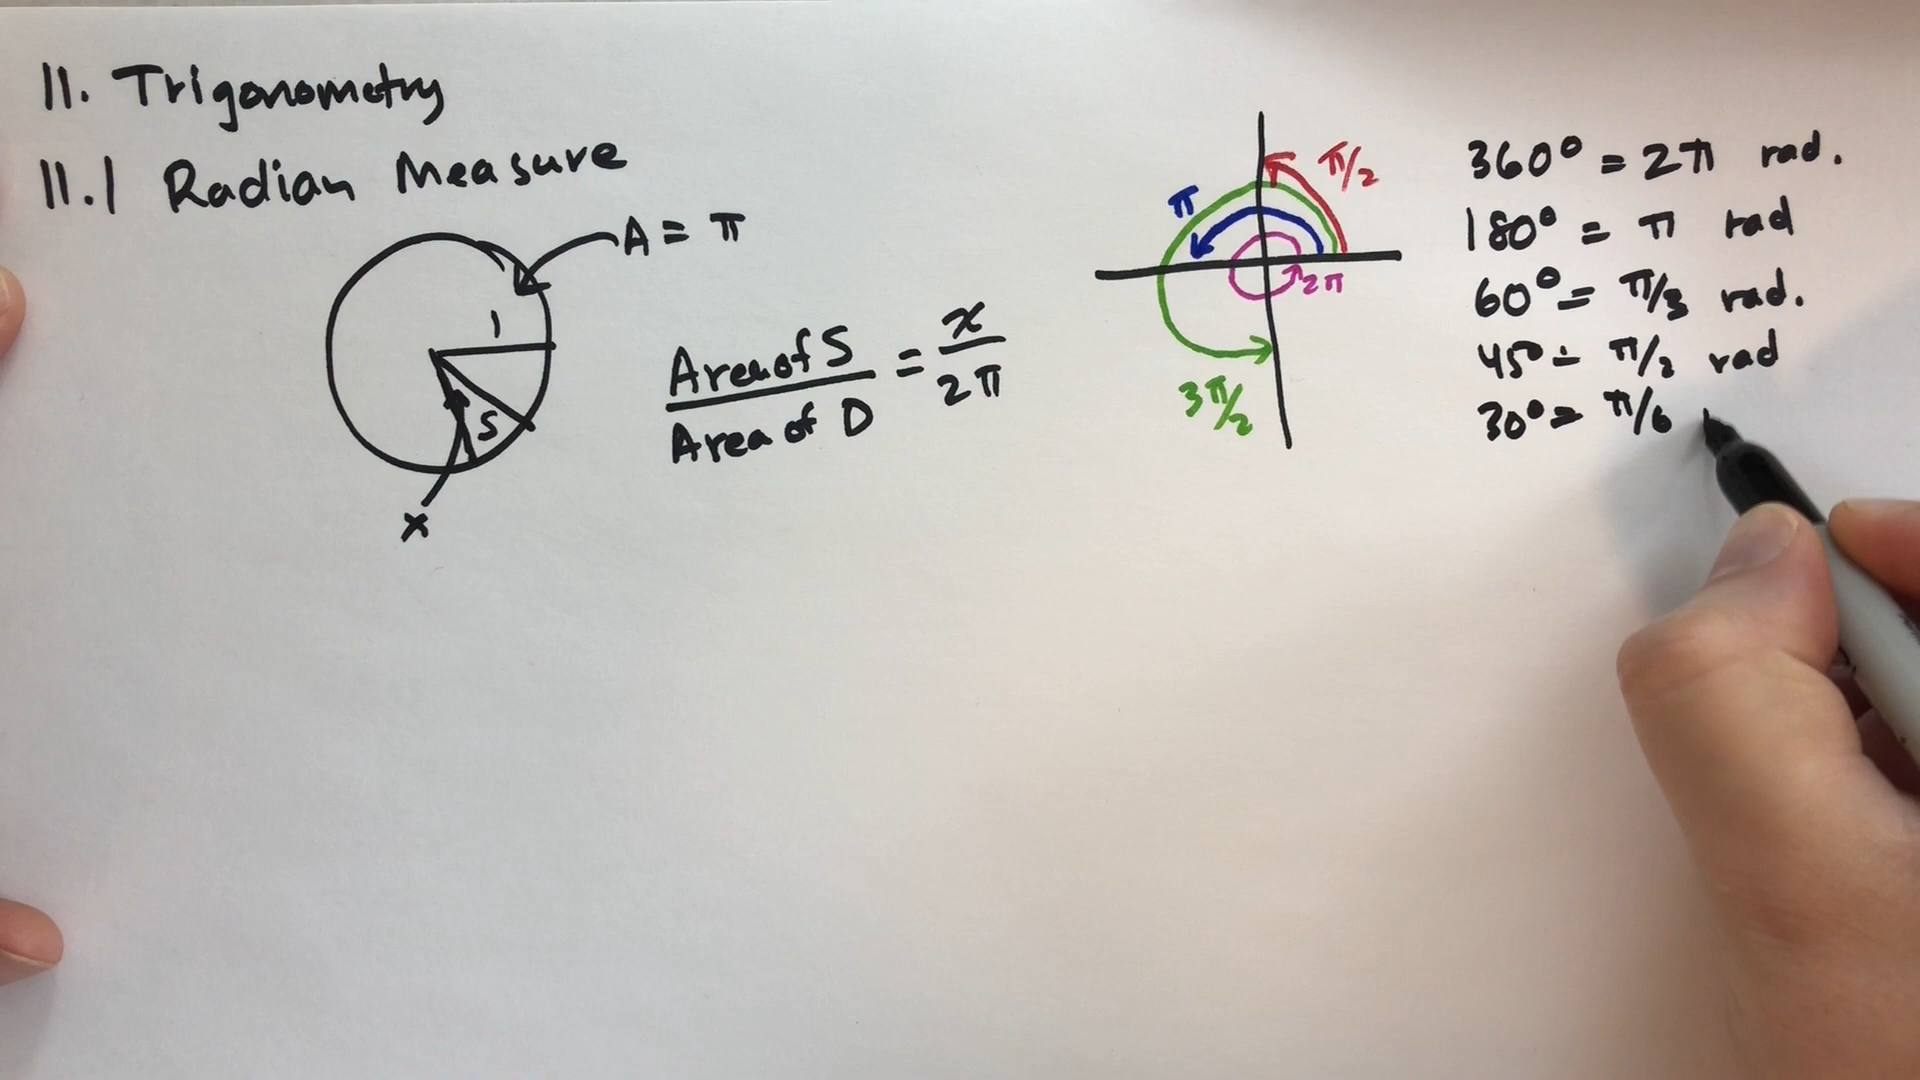 11. Trigonometry
11.1 Radian Measure
A = π
1
S
x
Area of S / Area of D = x / 2π
π/2
π
2π
3π/2
360° = 2π rad.
180° = π rad
60° = π/3 rad.
45° = π/2 rad
30° = π/6